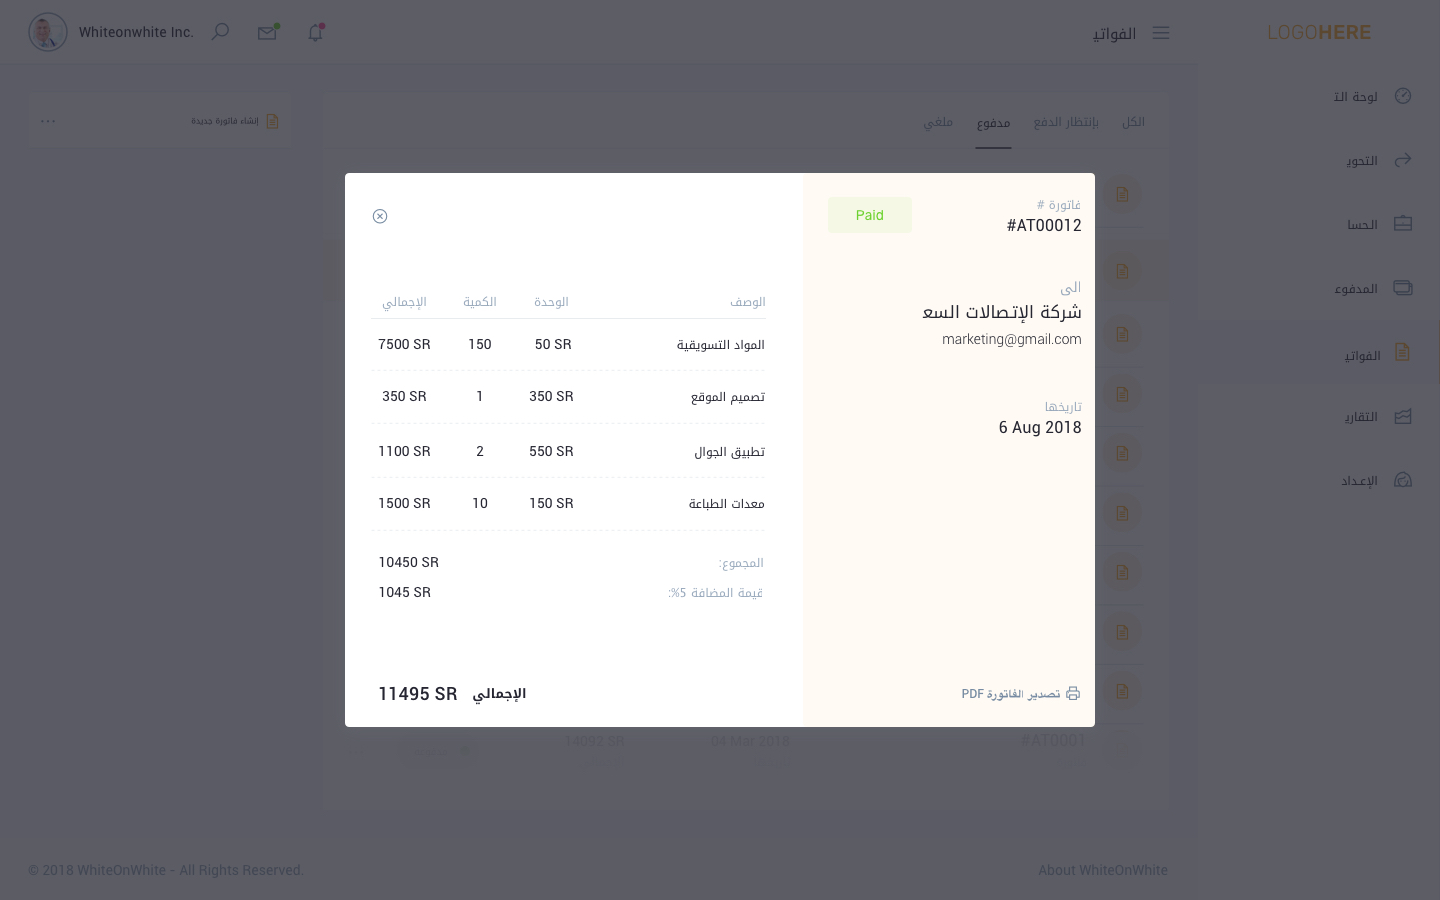 LOGOHERE
الفواتي
Whiteonwhite Inc.
لوحة الت
التحوي
الحسا
المدفوع
الفواتي
التقاري
الإعداد
الكل
بإنتظار الدفع
مدفوع
ملغي
إنشاء فاتورة جديدة
فاتورة #
#AT00012
Paid
الى
شركة الإتصالات السع
marketing@gmail.com
تاريخها
6 Aug 2018
تصدير الفاتورة PDF
الوصف الوحدة الكمية الإجمالي
المواد التسويقية 50 SR 150 7500 SR
تصميم الموقع 350 SR 1 350 SR
تطبيق الجوال 550 SR 2 1100 SR
معدات الطباعة 150 SR 10 1500 SR
المجموع: 10450 SR
قيمة المضافة 5%: 1045 SR
الإجمالي 11495 SR
#AT0001 04 Mar 2018 14092 SR
© 2018 WhiteOnWhite - All Rights Reserved.
About WhiteOnWhite